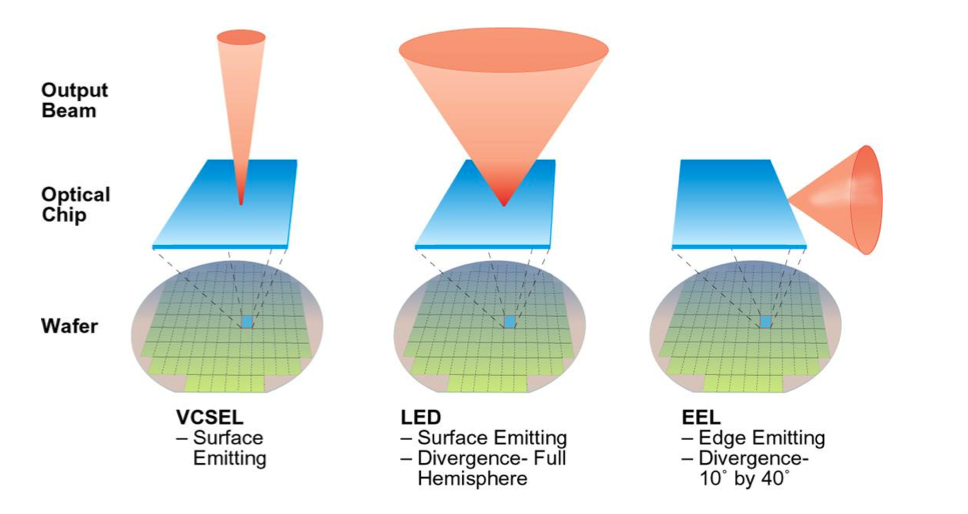 Output
Beam
Optical
Chip
Wafer
VCSEL
– Surface
Emitting
LED
– Surface Emitting
– Divergence- Full
Hemisphere
EEL
– Edge Emitting
– Divergence-
10˚ by 40˚